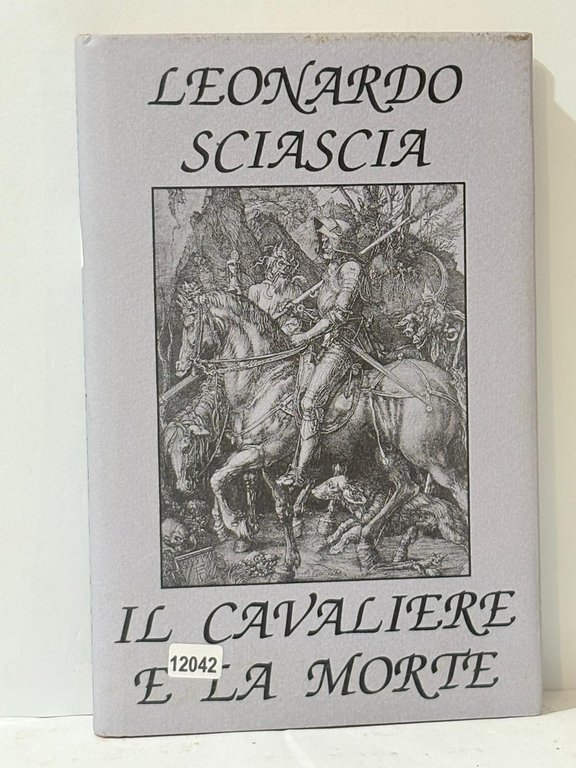 LEONARDO
SCIASCIA
IL CAVALIERE
12042
E LA MORTE